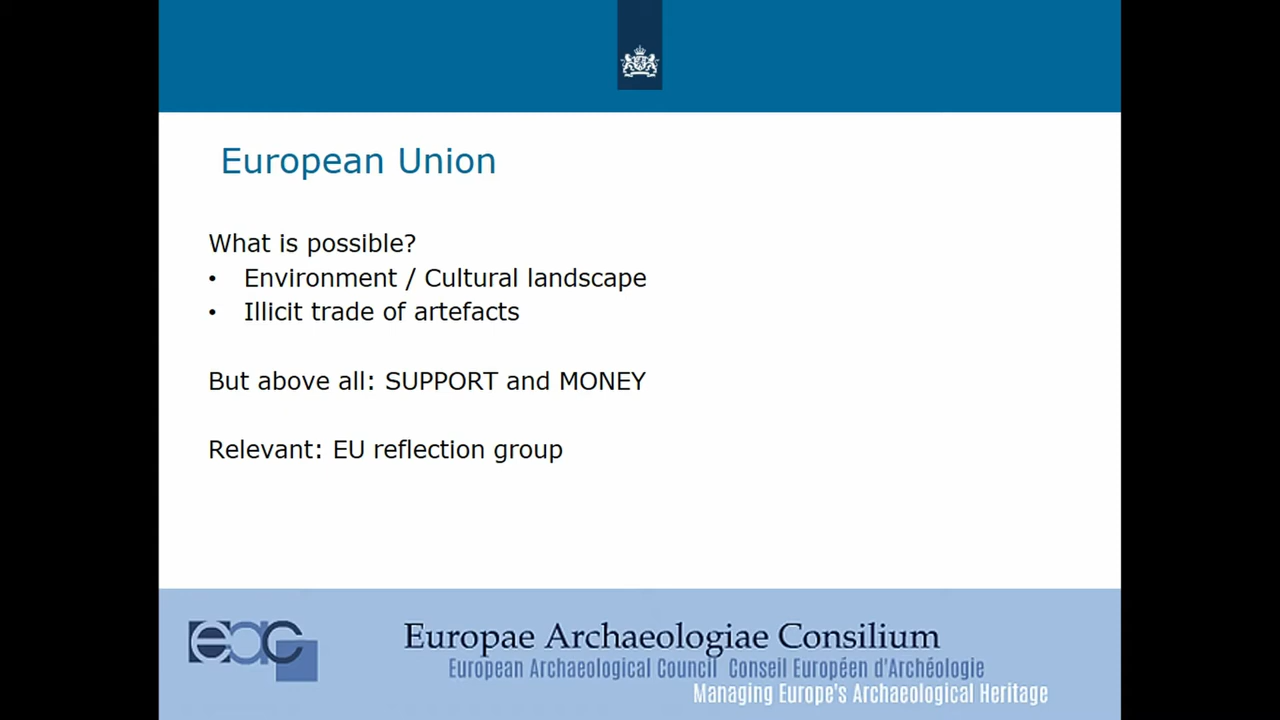 European Union
What is possible?
• Environment / Cultural landscape
• Illicit trade of artefacts
But above all: SUPPORT and MONEY
Relevant: EU reflection group
eac
Europae Archaeologiae Consilium
European Archaeological Council Conseil Européen d'Archéologie
Managing Europe's Archaeological Heritage